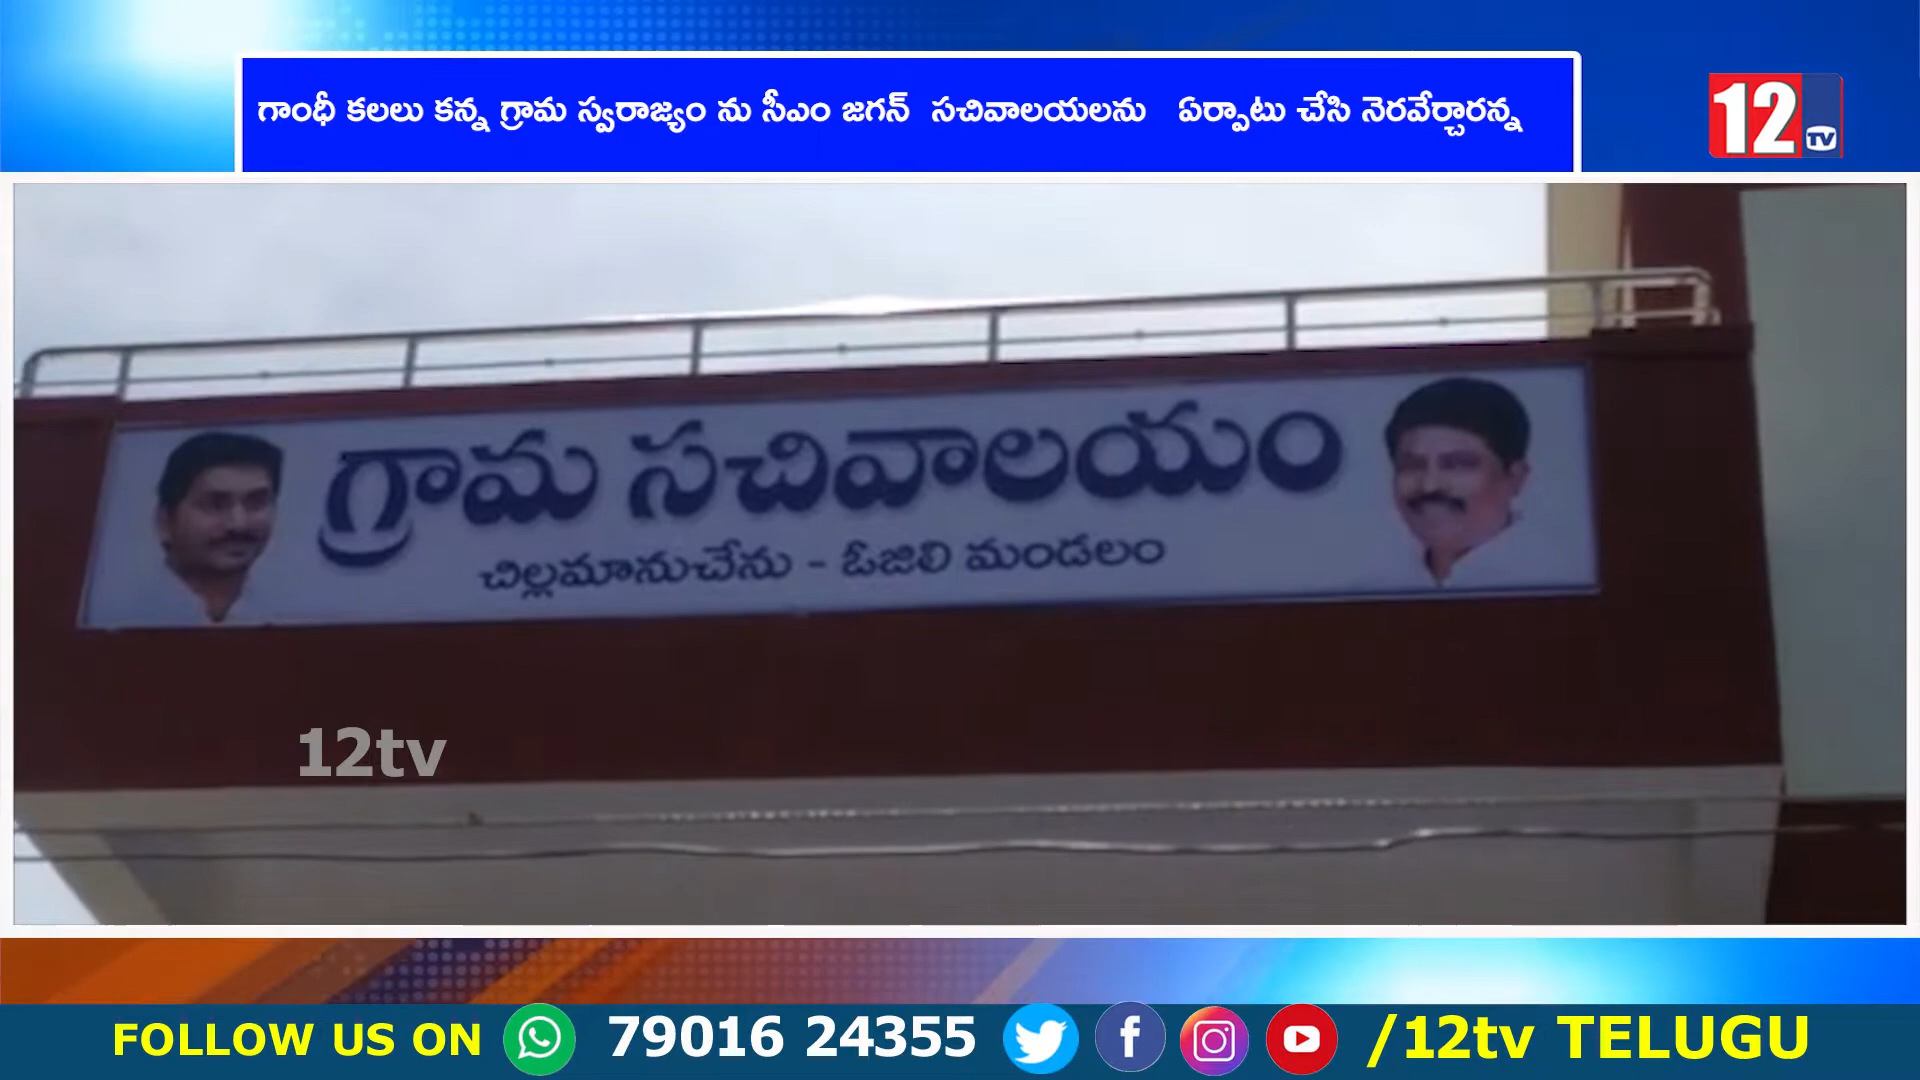 గాంధీ కలలు కన్న గ్రామ స్వరాజ్యం ను సీఎం జగన్ సచివాలయలను ఏర్పాటు చేసి నెరవేర్చారన్న
12 TV
గ్రామ సచివాలయం
చిల్లమానుచేను - ఓజిలి మండలం
12tv
FOLLOW US ON 79016 24355 /12tv TELUGU